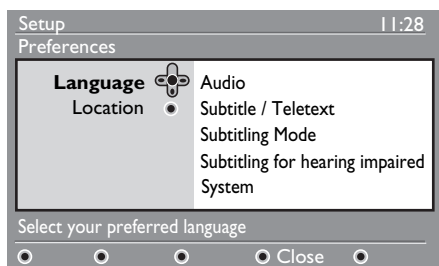 Setup 11:28
Preferences
Language Audio
Location Subtitle / Teletext
Subtitling Mode
Subtitling for hearing impaired
System
Select your preferred language
Close